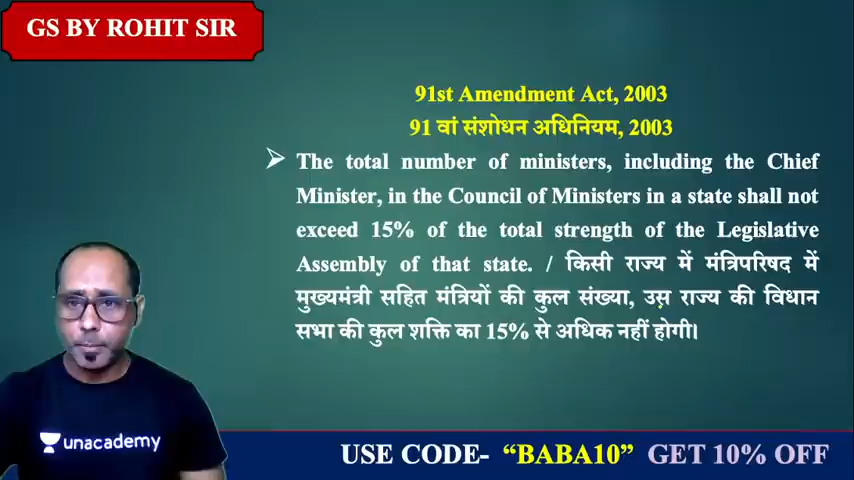 GS BY ROHIT SIR
91st Amendment Act, 2003
91 वां संशोधन अधिनियम, 2003
➢ The total number of ministers, including the Chief
Minister, in the Council of Ministers in a state shall not
exceed 15% of the total strength of the Legislative
Assembly of that state. / किसी राज्य में मंत्रिपरिषद में
मुख्यमंत्री सहित मंत्रियों की कुल संख्या, उस राज्य की विधान
सभा की कुल शक्ति का 15% से अधिक नहीं होगी।
unacademy
USE CODE- “BABA10” GET 10% OFF